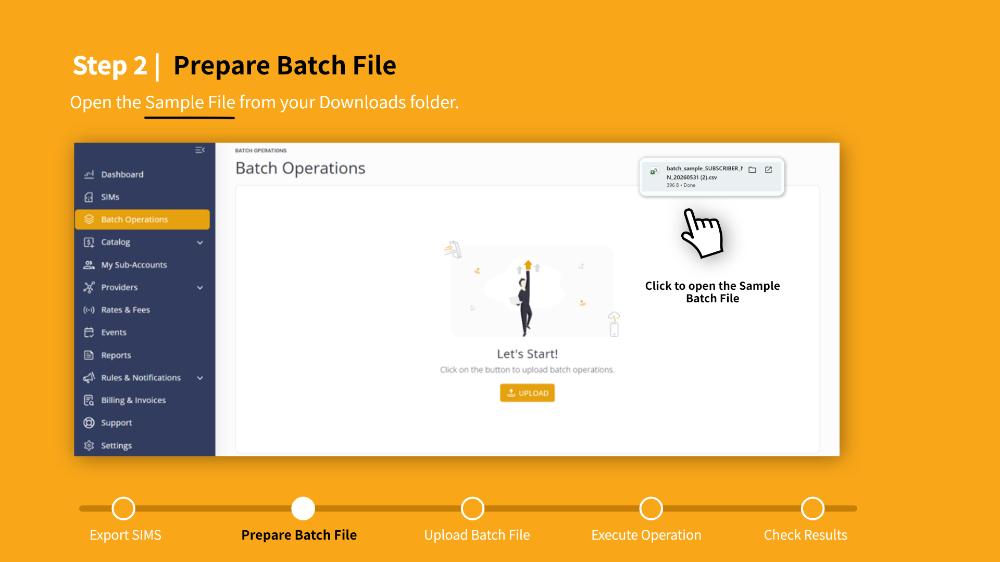 Step 2 | Prepare Batch File
Open the Sample File from your Downloads folder.
BATCH OPERATIONS
Batch Operations
Dashboard
SIMs
Batch Operations
Catalog
My Sub-Accounts
Providers
Rates & Fees
Events
Reports
Rules & Notifications
Billing & Invoices
Support
Settings
batch_sample_SUBSCRIBER_
N_20260531 (2).csv
396 B • Done
Click to open the Sample
Batch File
Let's Start!
Click on the button to upload batch operations.
UPLOAD
Export SIMS
Prepare Batch File
Upload Batch File
Execute Operation
Check Results